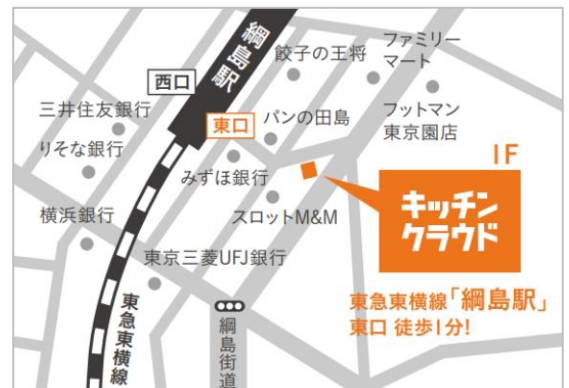 綱島駅
西口
東口
餃子の王将
ファミリー
マート
三井住友銀行
パンの田島
フットマン
東京園店
りそな銀行
みずほ銀行
1F
キッチン
クラウド
横浜銀行
スロットM&M
東京三菱UFJ銀行
東急東横線「綱島駅」
東口 徒歩1分!
東急東横線
綱島街道